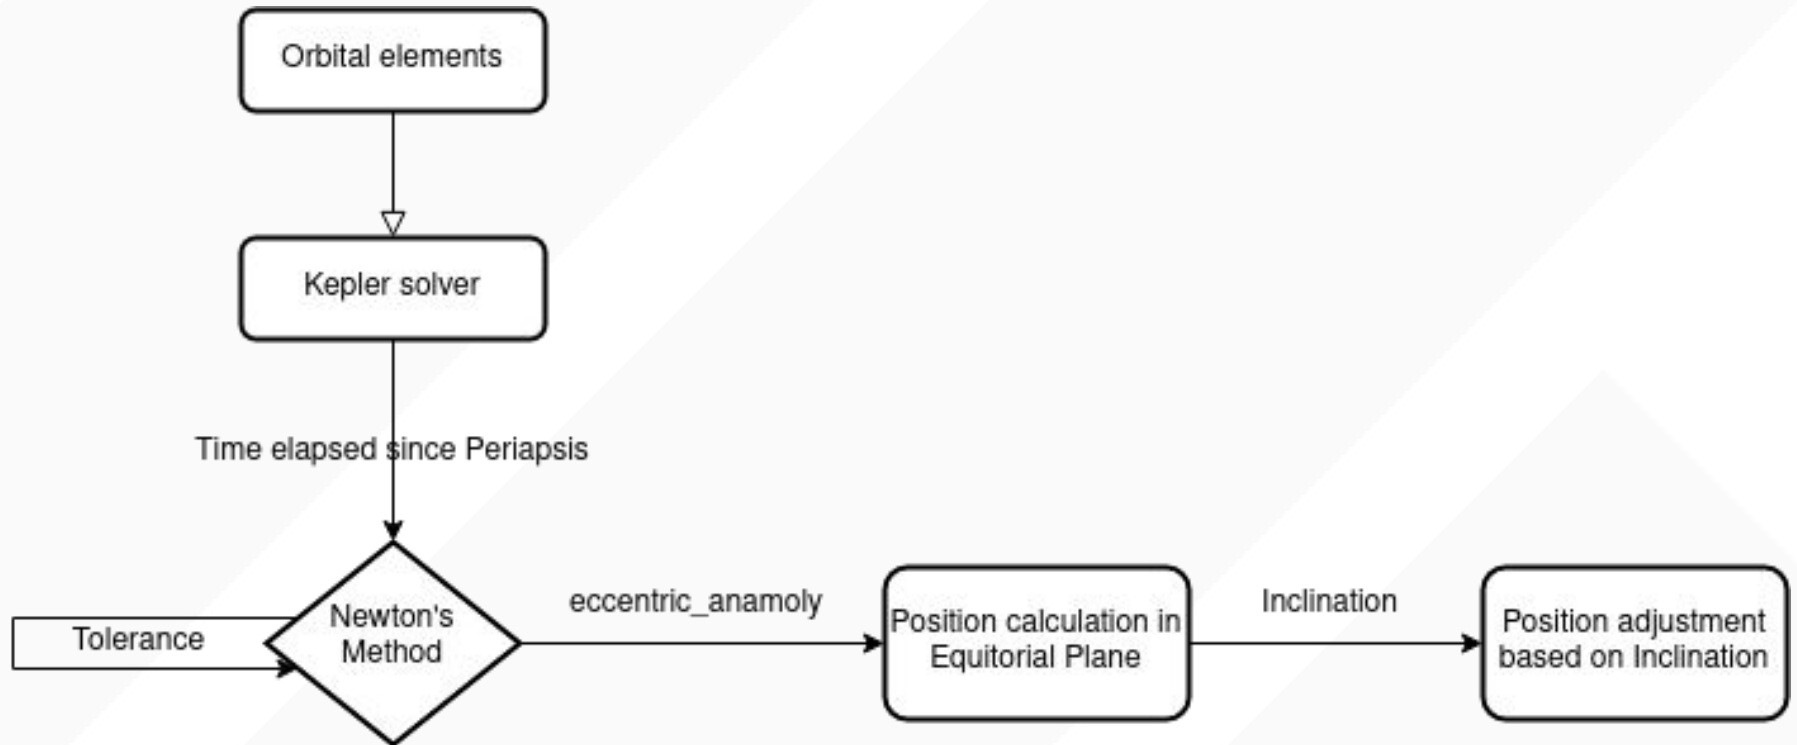 Orbital elements
Kepler solver
Time elapsed since Periapsis
Tolerance
Newton's
Method
eccentric_anamoly
Position calculation in
Equitorial Plane
Inclination
Position adjustment
based on Inclination